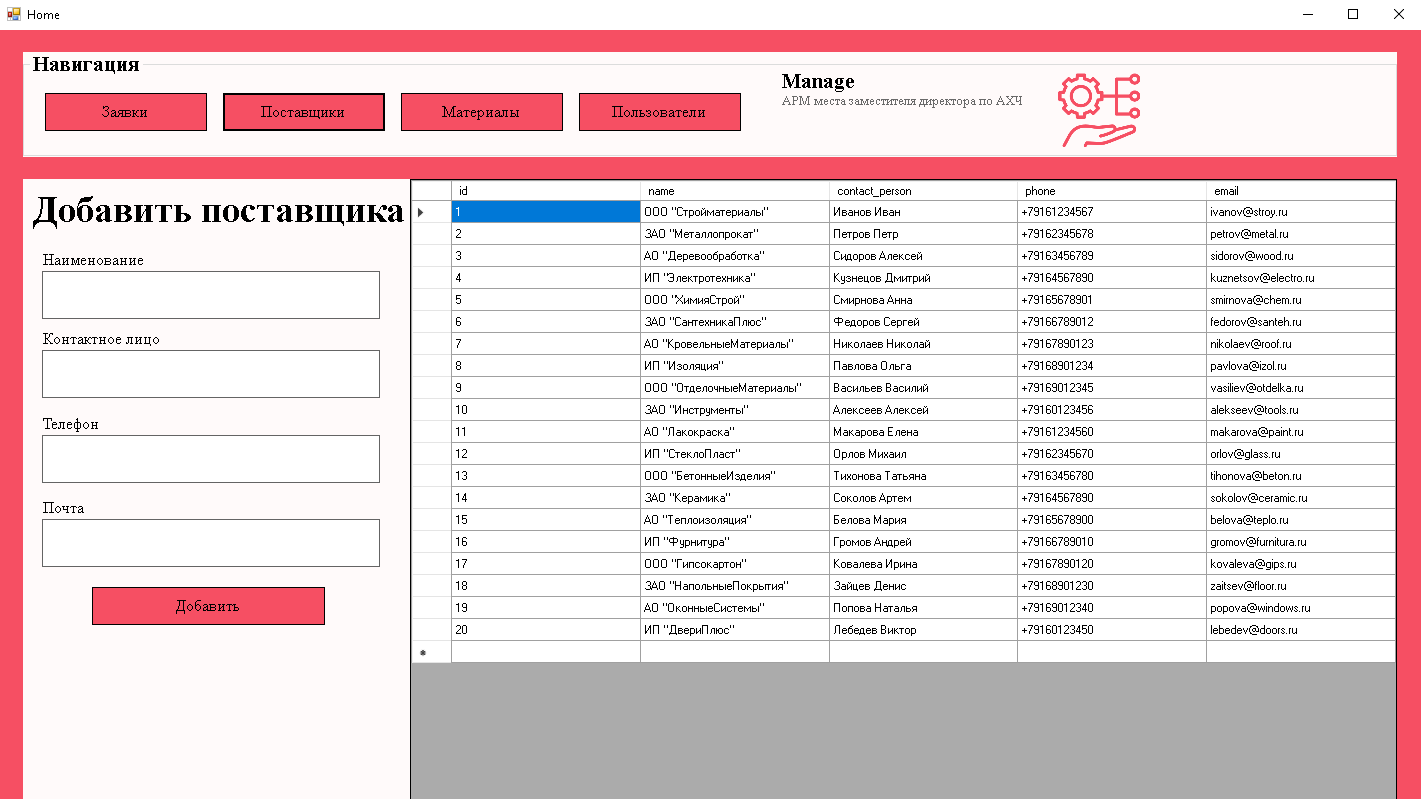 Home
Навигация
Заявки Поставщики Материалы Пользователи
Manage
АРМ места заместителя директора по АХЧ
Добавить поставщика
Наименование
Контактное лицо
Телефон
Почта
Добавить
id name contact_person phone email
1 ООО "Стройматериалы" Иванов Иван +79161234567 ivanov@stroy.ru
2 ЗАО "Металлопрокат" Петров Петр +79162345678 petrov@metal.ru
3 АО "Деревообработка" Сидоров Алексей +79163456789 sidorov@wood.ru
4 ИП "Электротехника" Кузнецов Дмитрий +79164567890 kuznetsov@electro.ru
5 ООО "ХимияСтрой" Смирнова Анна +79165678901 smirnova@chem.ru
6 ЗАО "СантехникаПлюс" Федоров Сергей +79166789012 fedorov@santeh.ru
7 АО "КровельныеМатериалы" Николаев Николай +79167890123 nikolaev@roof.ru
8 ИП "Изоляция" Павлова Ольга +79168901234 pavlova@izol.ru
9 ООО "ОтделочныеМатериалы" Васильев Василий +79169012345 vasiliev@otdelka.ru
10 ЗАО "Инструменты" Алексеев Алексей +79160123456 alekseev@tools.ru
11 АО "Лакокраска" Макарова Елена +79161234560 makarova@paint.ru
12 ИП "СтеклоПласт" Орлов Михаил +79162345670 orlov@glass.ru
13 ООО "БетонныеИзделия" Тихонова Татьяна +79163456780 tihonova@beton.ru
14 ЗАО "Керамика" Соколов Артем +79164567890 sokolov@ceramic.ru
15 АО "Теплоизоляция" Белова Мария +79165678900 belova@teplo.ru
16 ИП "Фурнитура" Громов Андрей +79166789010 gromov@furnitura.ru
17 ООО "Гипсокартон" Ковалева Ирина +79167890120 kovaleva@gips.ru
18 ЗАО "НапольныеПокрытия" Зайцев Денис +79168901230 zaitsev@floor.ru
19 АО "ОконныеСистемы" Попова Наталья +79169012340 popova@windows.ru
20 ИП "ДвериПлюс" Лебедев Виктор +79160123450 lebedev@doors.ru